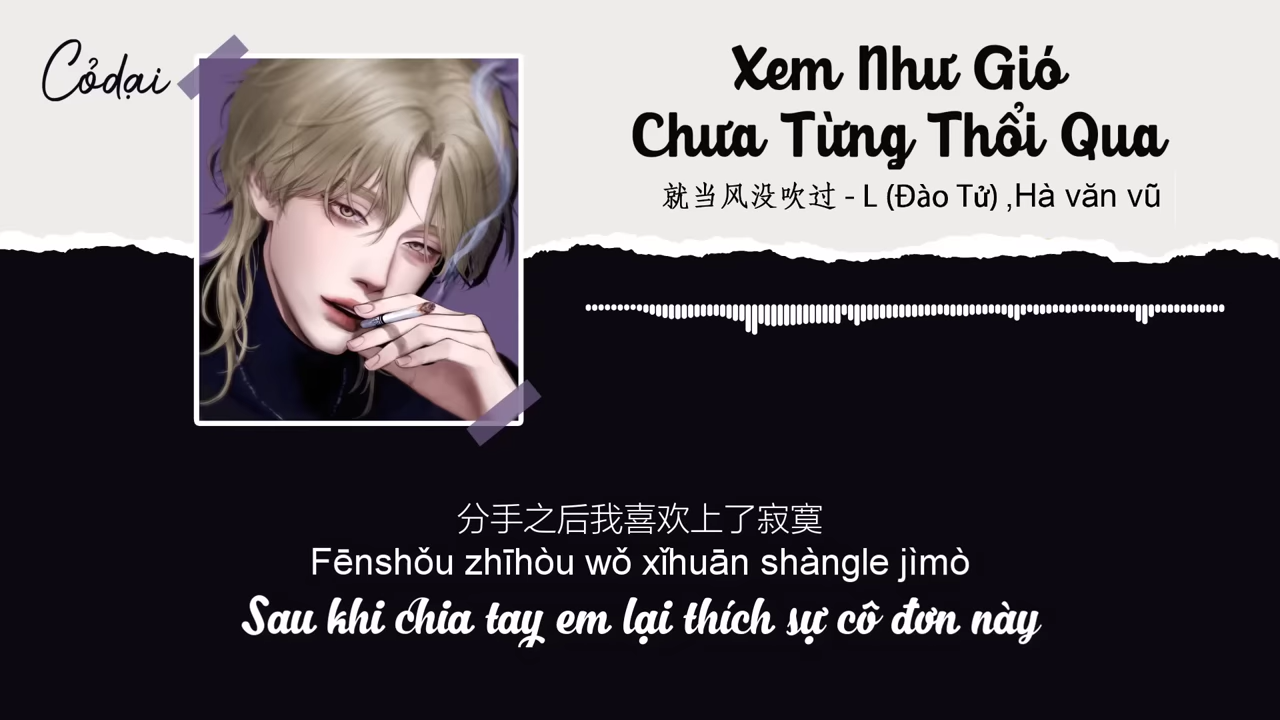 Cỏdại
Xem Như Gió
Chưa Từng Thổi Qua
就当风没吹过 - L (Đào Tử) ,Hà văn vũ
分手之后我喜欢上了寂寞
Fēnshǒu zhīhòu wǒ xǐhuān shàngle jìmò
Sau khi chia tay em lại thích sự cô đơn này